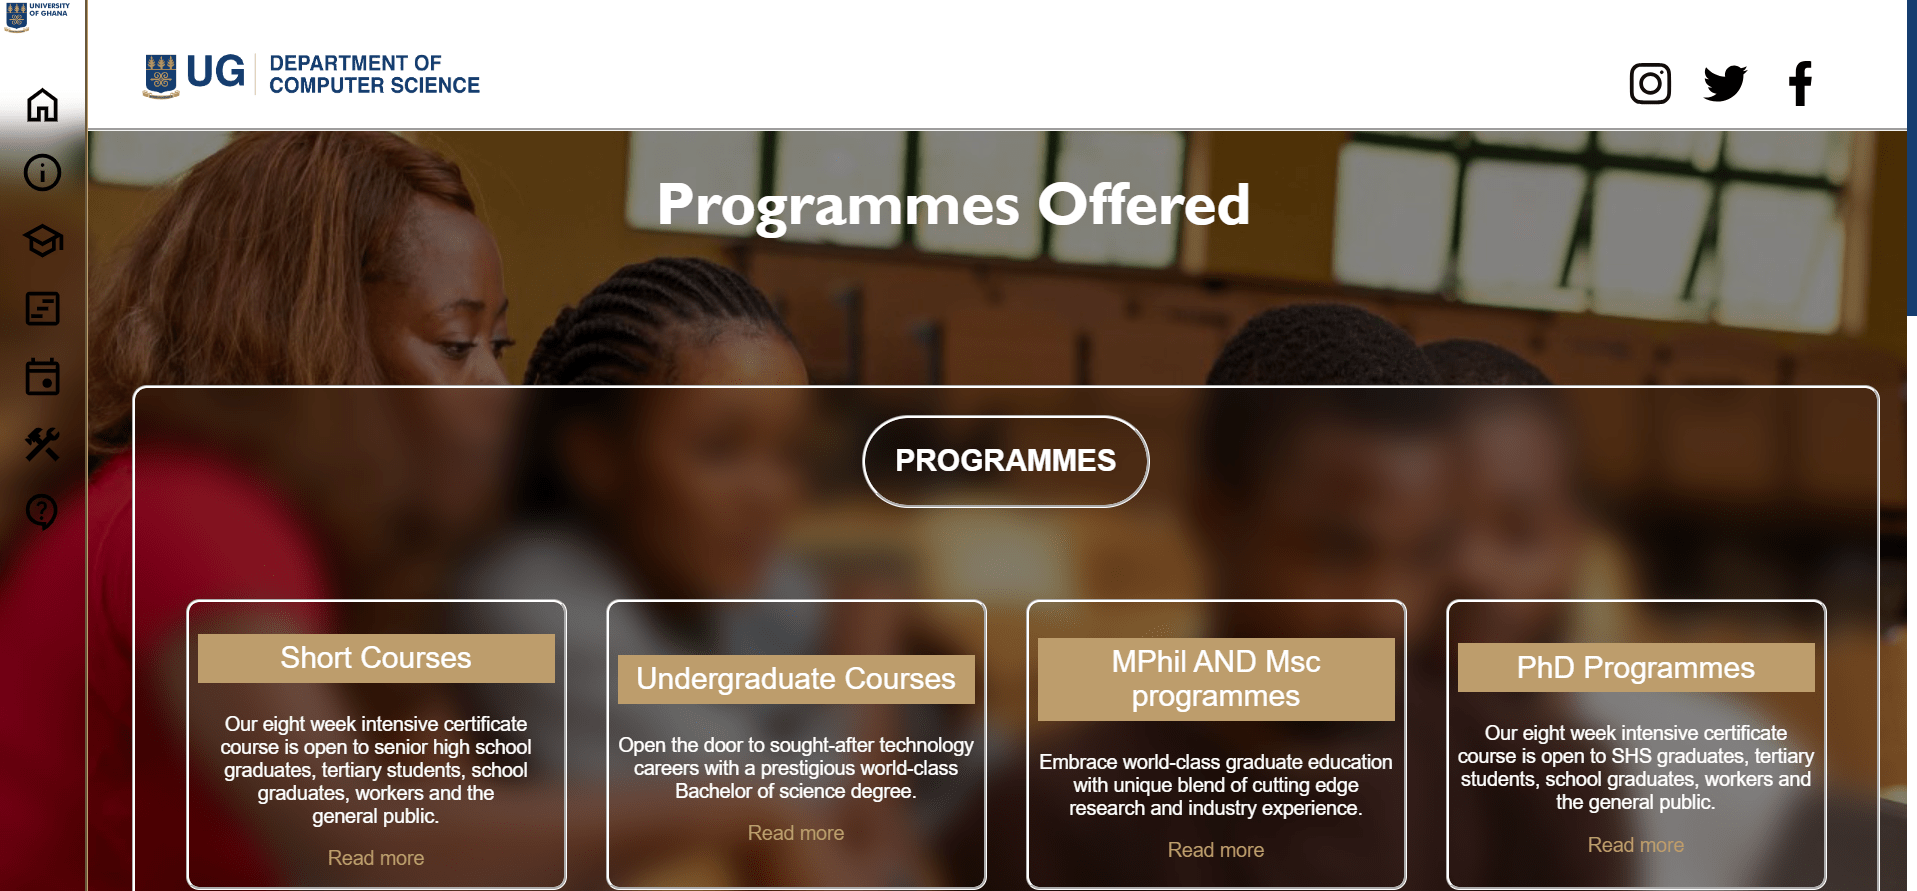 UNIVERSITY
OF GHANA
UG
DEPARTMENT OF
COMPUTER SCIENCE
Programmes Offered
PROGRAMMES
Short Courses
Our eight week intensive certificate
course is open to senior high school
graduates, tertiary students, school
graduates, workers and the
general public.
Read more
Undergraduate Courses
Open the door to sought-after technology
careers with a prestigious world-class
Bachelor of science degree.
Read more
MPhil AND Msc
programmes
Embrace world-class graduate education
with unique blend of cutting edge
research and industry experience.
Read more
PhD Programmes
Our eight week intensive certificate
course is open to SHS graduates, tertiary
students, school graduates, workers and
the general public.
Read more